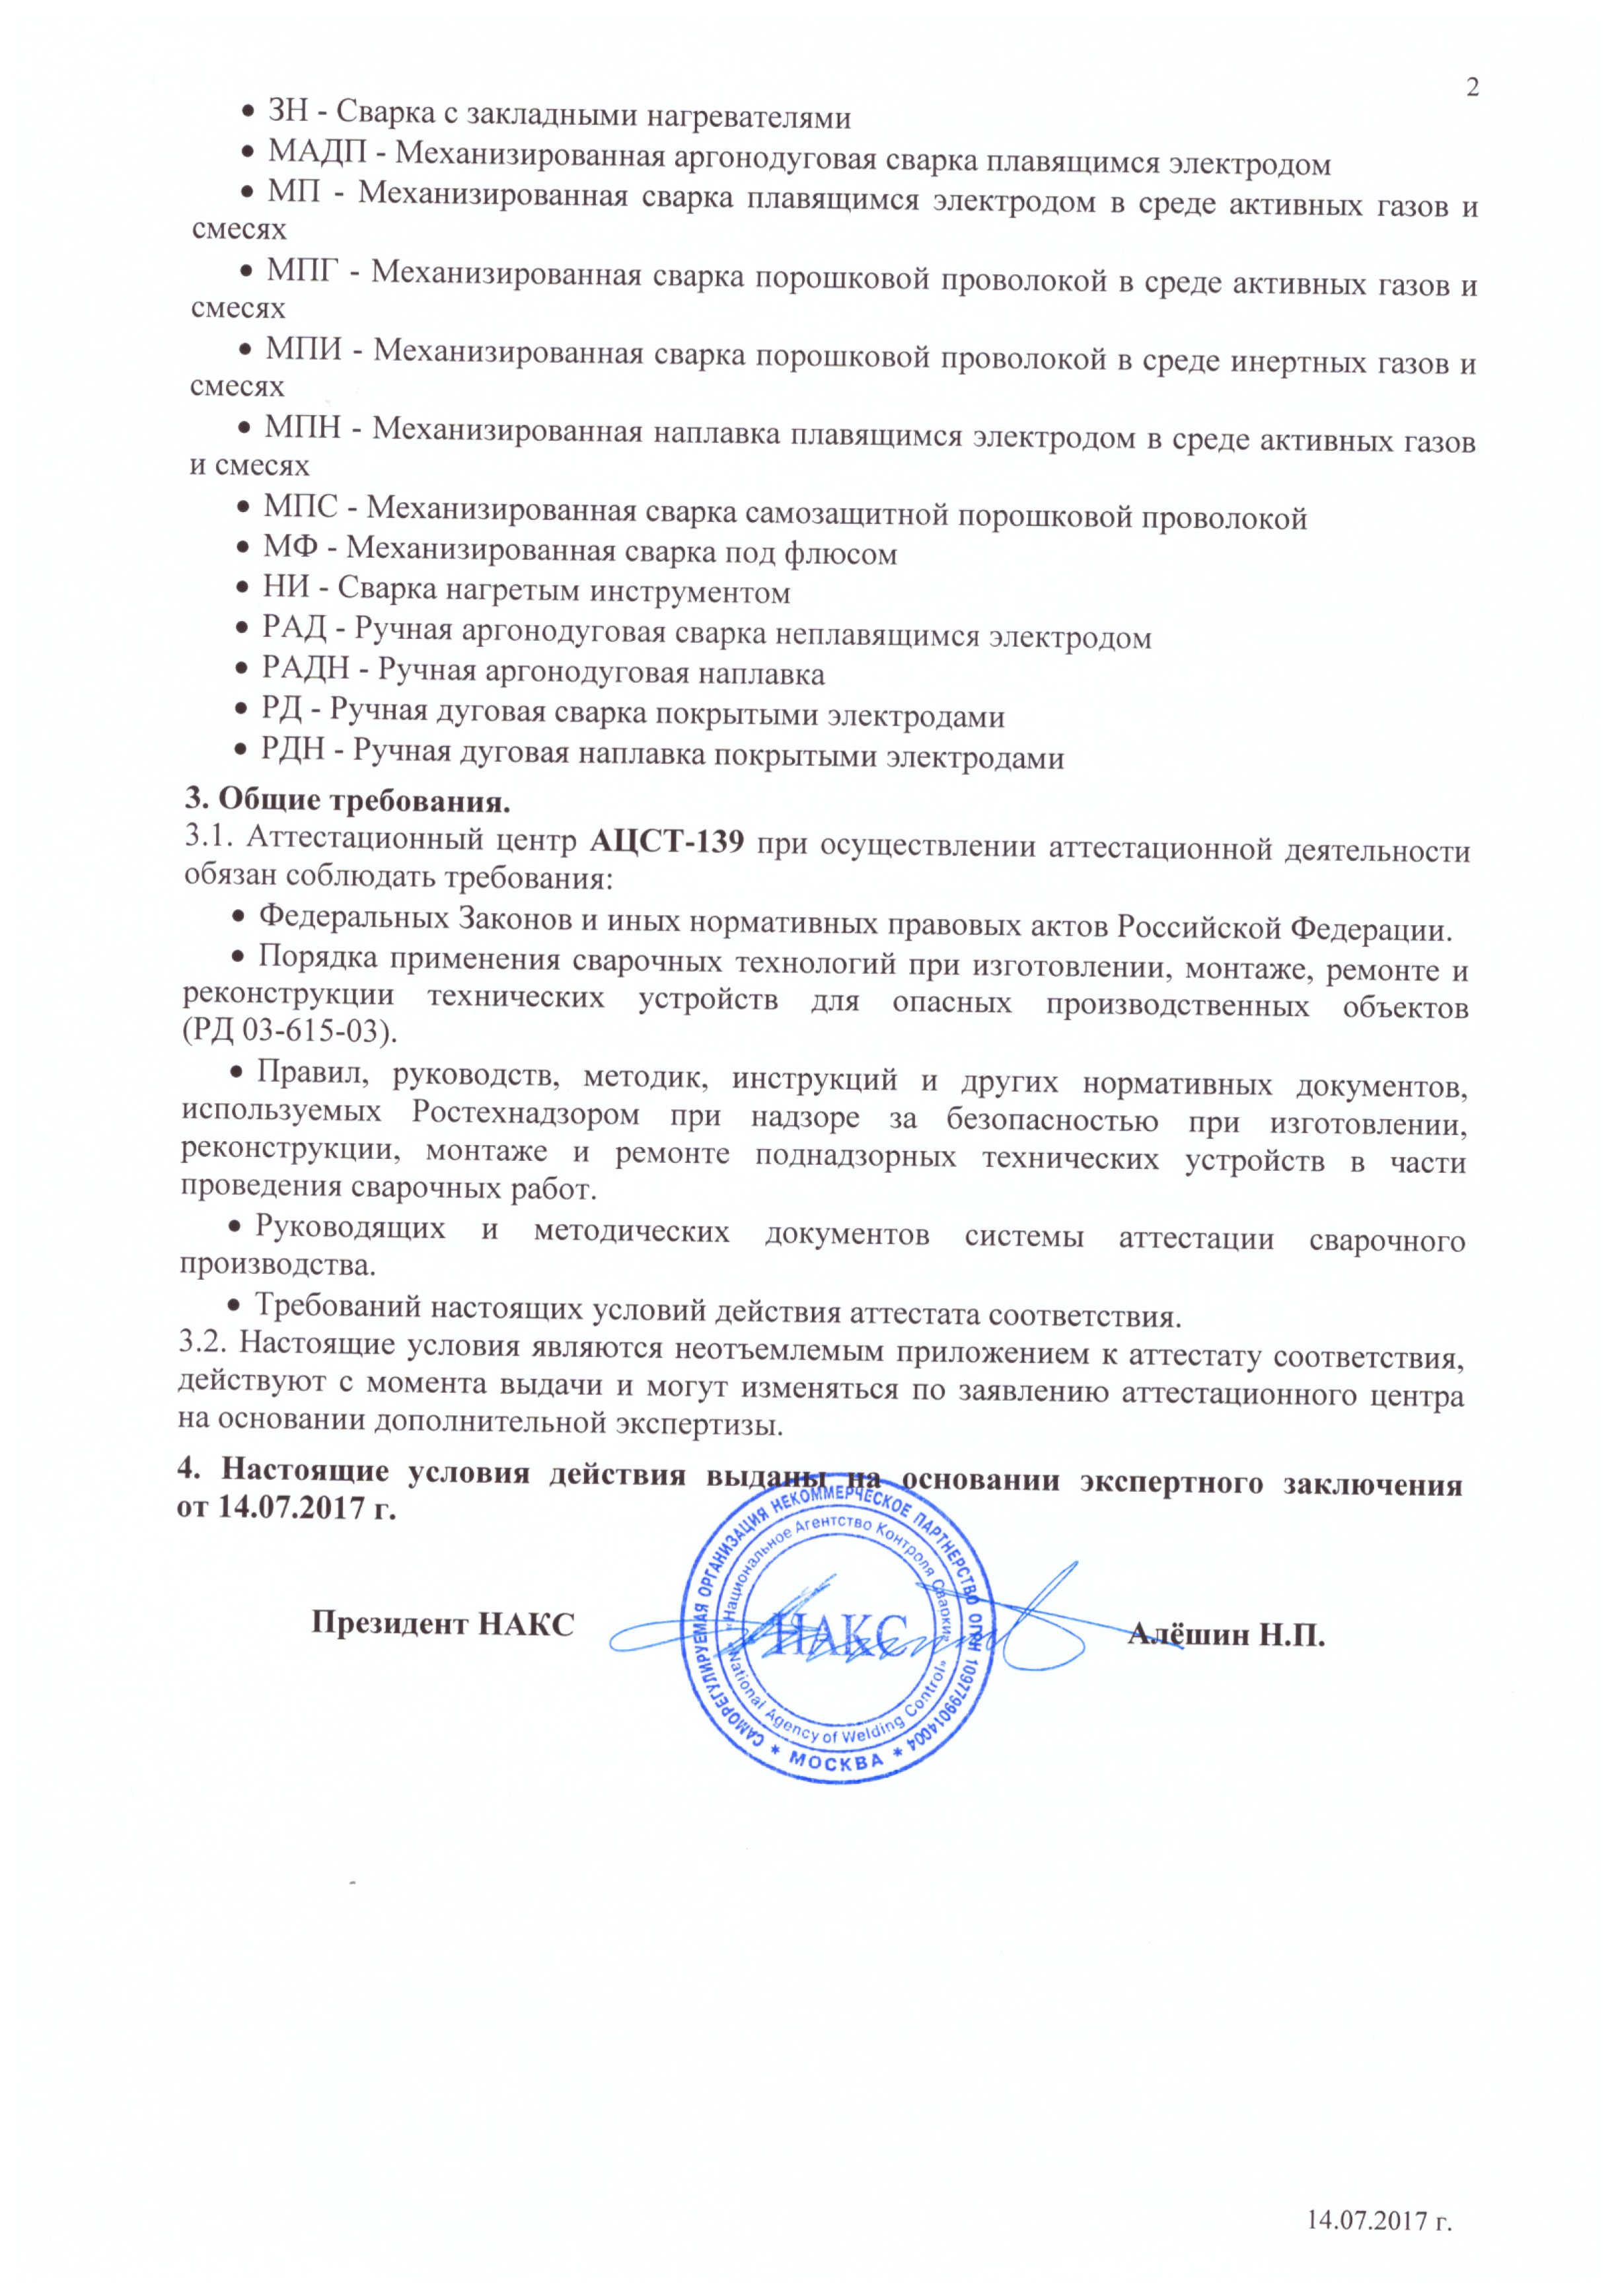 2
• ЗН - Сварка с закладными нагревателями
• МАДП - Механизированная аргонодуговая сварка плавящимся электродом
• МП - Механизированная сварка плавящимся электродом в среде активных газов и
смесях
• МПГ - Механизированная сварка порошковой проволокой в среде активных газов и
смесях
• МПИ - Механизированная сварка порошковой проволокой в среде инертных газов и
смесях
• МПН - Механизированная наплавка плавящимся электродом в среде активных газов
и смесях
• МПС - Механизированная сварка самозащитной порошковой проволокой
• МФ - Механизированная сварка под флюсом
• НИ - Сварка нагретым инструментом
• РАД - Ручная аргонодуговая сварка неплавящимся электродом
• РАДН - Ручная аргонодуговая наплавка
• РД - Ручная дуговая сварка покрытыми электродами
• РДН - Ручная дуговая наплавка покрытыми электродами
3. Общие требования.
3.1. Аттестационный центр АЦСТ-139 при осуществлении аттестационной деятельности
обязан соблюдать требования:
• Федеральных Законов и иных нормативных правовых актов Российской Федерации.
• Порядка применения сварочных технологий при изготовлении, монтаже, ремонте и
реконструкции технических устройств для опасных производственных объектов
(РД 03-615-03).
• Правил, руководств, методик, инструкций и других нормативных документов,
используемых Ростехнадзором при надзоре за безопасностью при изготовлении,
реконструкции, монтаже и ремонте поднадзорных технических устройств в части
проведения сварочных работ.
• Руководящих и методических документов системы аттестации сварочного
производства.
• Требований настоящих условий действия аттестата соответствия.
3.2. Настоящие условия являются неотъемлемым приложением к аттестату соответствия,
действуют с момента выдачи и могут изменяться по заявлению аттестационного центра
на основании дополнительной экспертизы.
4. Настоящие условия действия выданы на основании экспертного заключения
от 14.07.2017 г.
Президент НАКС
САМОРЕГУЛИРУЕМАЯ ОРГАНИЗАЦИЯ НЕКОММЕРЧЕСКОЕ ПАРТНЕРСТВО ОГРН 1097799014004
* МОСКВА *
«Национальное Агентство Контроля Сварки»
«National Agency of Welding Control»
НАКС
Алёшин Н.П.
14.07.2017 г.